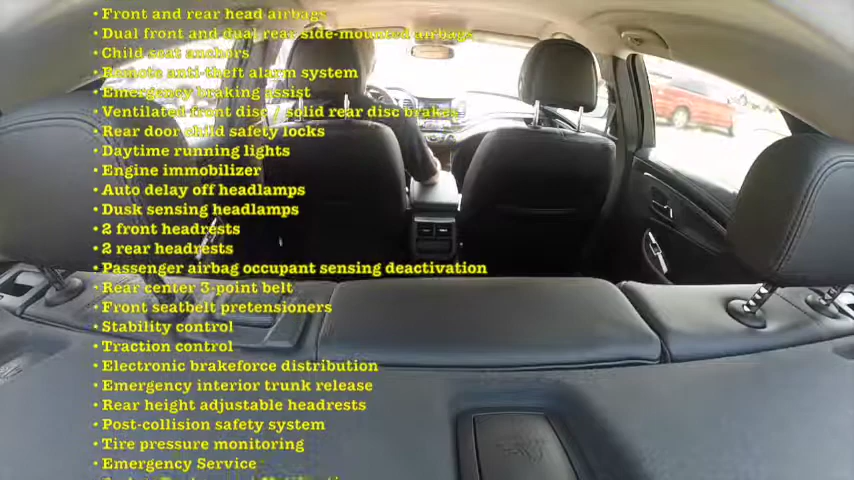 • Front and rear head airbags
• Dual front and dual rear side-mounted airbags
• Child seat anchors
• Remote anti-theft alarm system
• Emergency braking assist
• Ventilated front disc / solid rear disc brakes
• Rear door child safety locks
• Daytime running lights
• Engine immobilizer
• Auto delay off headlamps
• Dusk sensing headlamps
• 2 front headrests
• 2 rear headrests
• Passenger airbag occupant sensing deactivation
• Rear center 3-point belt
• Front seatbelt pretensioners
• Stability control
• Traction control
• Electronic brakeforce distribution
• Emergency interior trunk release
• Rear height adjustable headrests
• Post-collision safety system
• Tire pressure monitoring
• Emergency Service